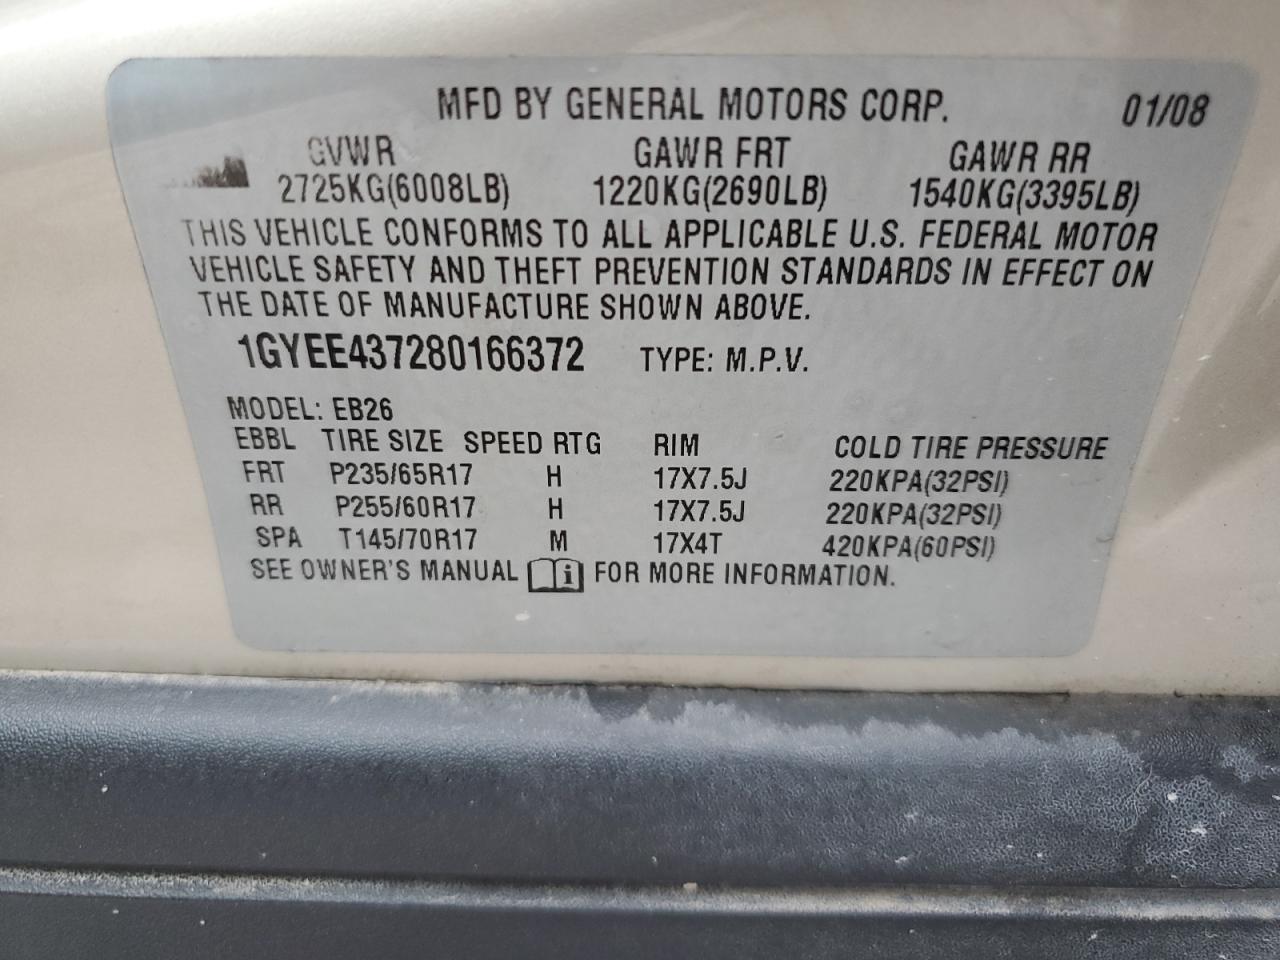 MFD BY GENERAL MOTORS CORP. 01/08
GVWR GAWR FRT GAWR RR
2725KG(6008LB) 1220KG(2690LB) 1540KG(3395LB)
THIS VEHICLE CONFORMS TO ALL APPLICABLE U.S. FEDERAL MOTOR
VEHICLE SAFETY AND THEFT PREVENTION STANDARDS IN EFFECT ON
THE DATE OF MANUFACTURE SHOWN ABOVE.
1GYEE437280166372 TYPE: M.P.V.
MODEL: EB26
EBBL TIRE SIZE SPEED RTG RIM COLD TIRE PRESSURE
FRT P235/65R17 H 17X7.5J 220KPA(32PSI)
RR P255/60R17 H 17X7.5J 220KPA(32PSI)
SPA T145/70R17 M 17X4T 420KPA(60PSI)
SEE OWNER'S MANUAL i FOR MORE INFORMATION.